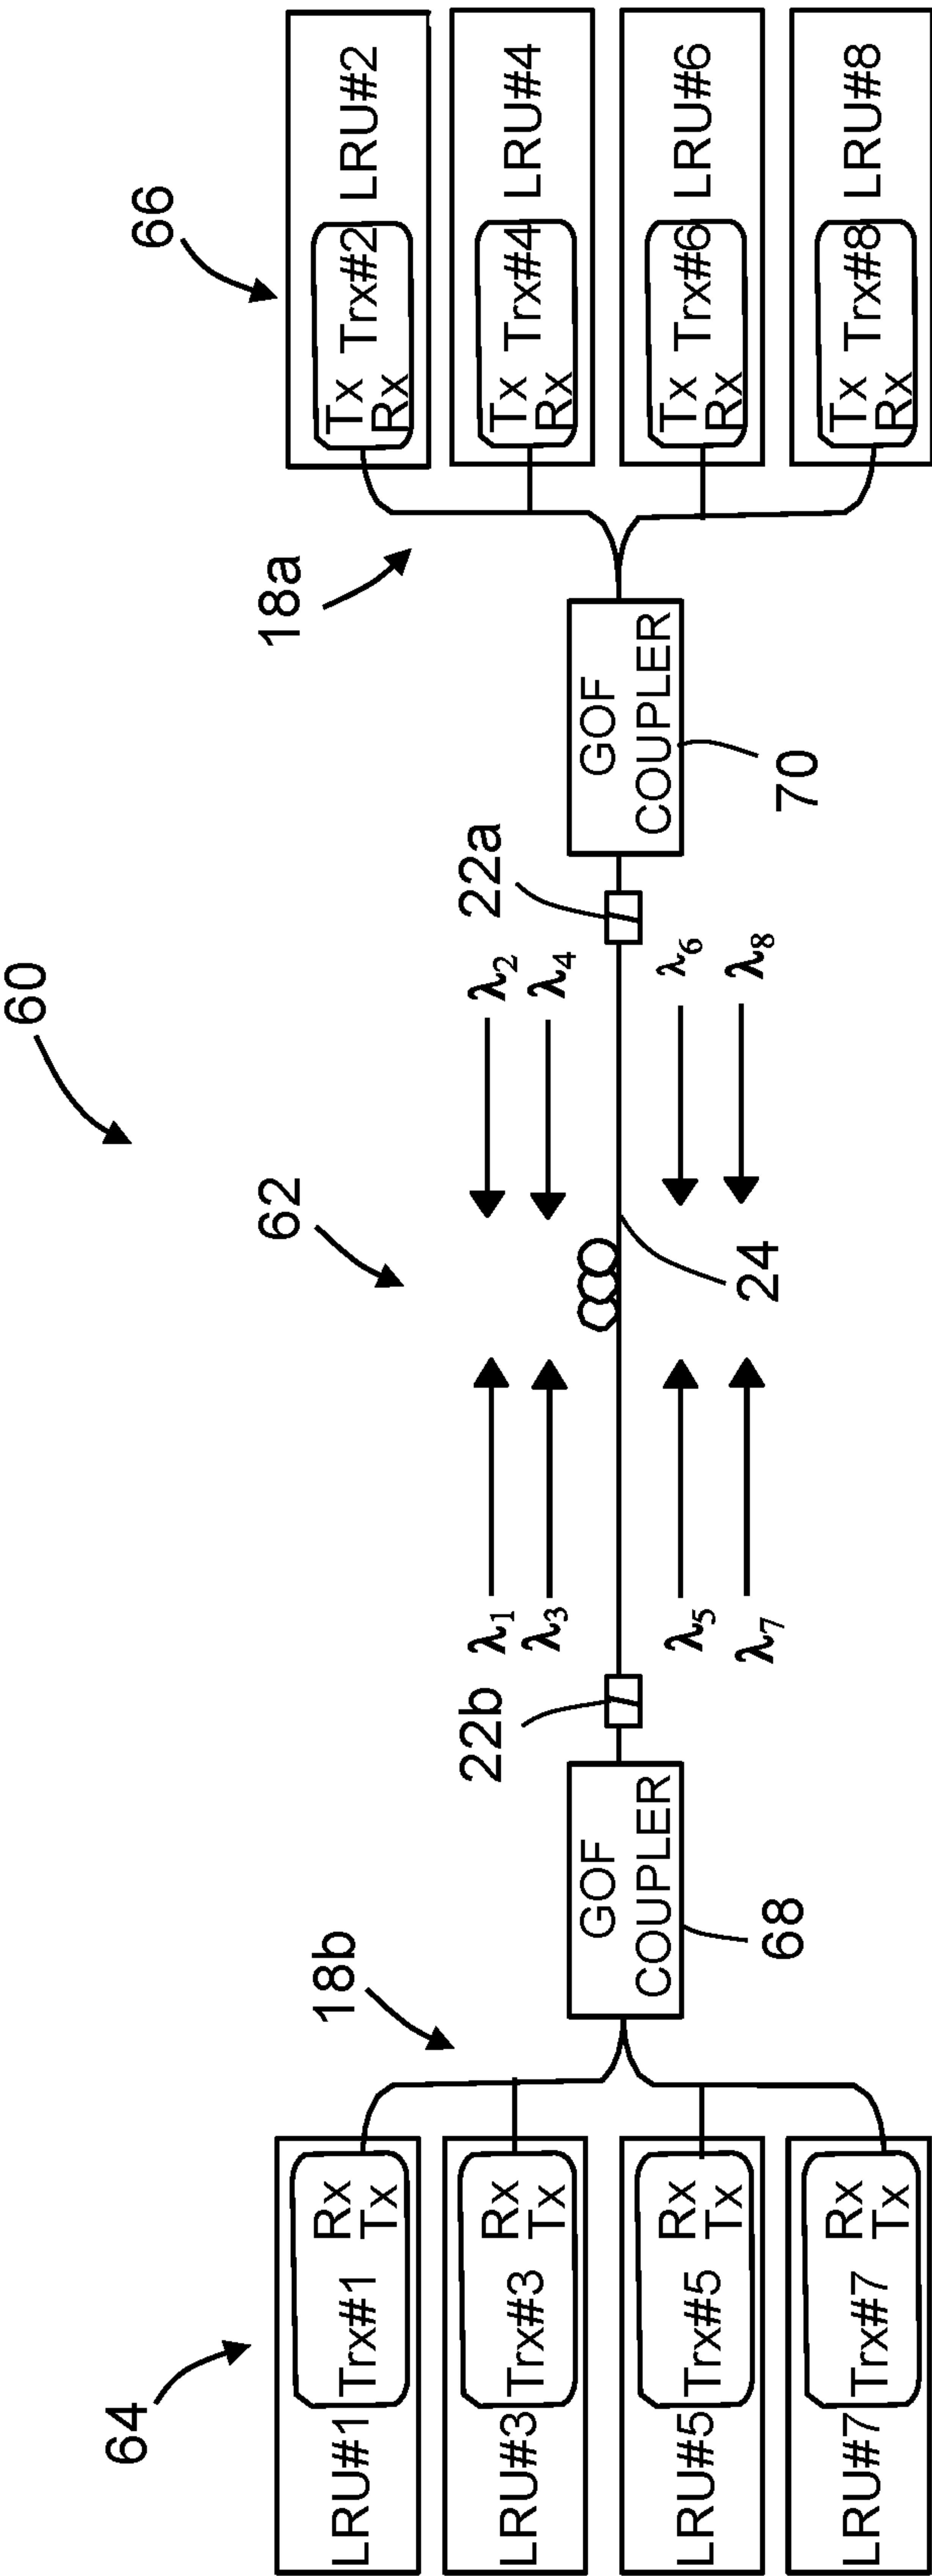 60
62
64
66
18b
18a
LRU#1
Trx#1
Rx
Tx
LRU#3
Trx#3
Rx
Tx
LRU#5
Trx#5
Rx
Tx
LRU#7
Trx#7
Rx
Tx
GOF
COUPLER
68
22b
λ1
λ3
λ5
λ7
24
λ2
λ4
λ6
λ8
22a
GOF
COUPLER
70
Tx Trx#2
Rx
LRU#2
Tx Trx#4
Rx
LRU#4
Tx Trx#6
Rx
LRU#6
Tx Trx#8
Rx
LRU#8